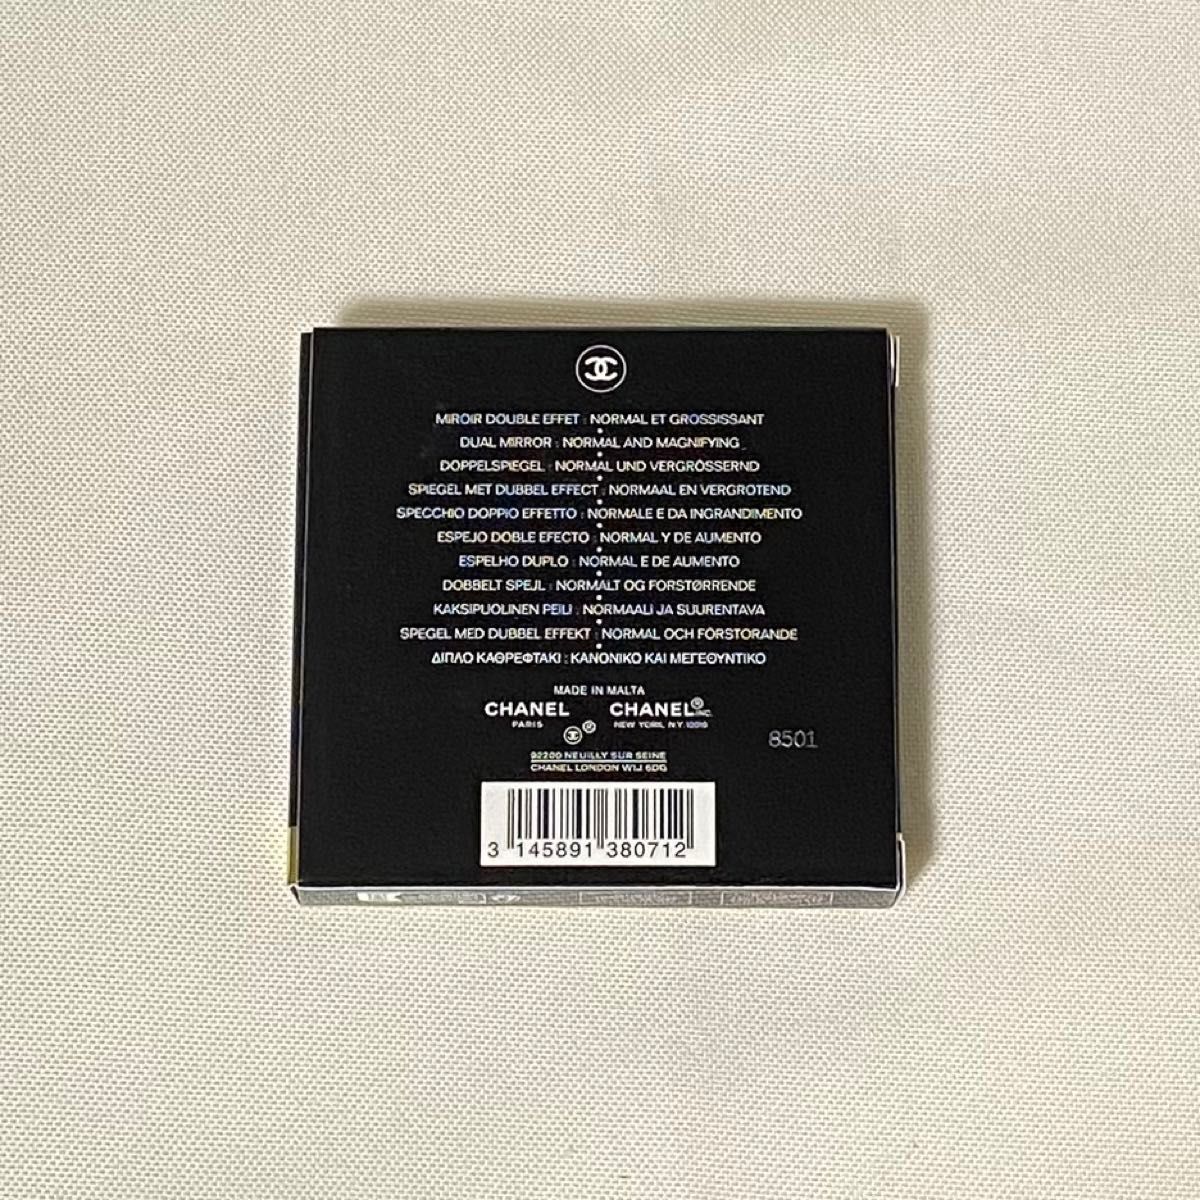 MIROIR DOUBLE EFFET : NORMAL ET GROSSISSANT
DUAL MIRROR : NORMAL AND MAGNIFYING
DOPPELSPIEGEL : NORMAL UND VERGRÖSSERND
SPIEGEL MET DUBBEL EFFECT : NORMAAL EN VERGROTEND
SPECCHIO DOPPIO EFFETTO : NORMALE E DA INGRANDIMENTO
ESPEJO DOBLE EFECTO : NORMAL Y DE AUMENTO
ESPELHO DUPLO : NORMAL E DE AUMENTO
DOBBELT SPEJL : NORMALT OG FORSTØRRENDE
KAKSIPUOLINEN PEILI : NORMAALI JA SUURENTAVA
SPEGEL MED DUBBEL EFFEKT : NORMAL OCH FÖRSTORANDE
ΔΙΠΛΟ ΚΑΘΡΕΦΤΑΚΙ : ΚΑΝΟΝΙΚΟ ΚΑΙ ΜΕΓΕΘΥΝΤΙΚΟ
MADE IN MALTA
CHANEL CHANEL® INC.
PARIS NEW YORK, N.Y. 10019
®
8501
92200 NEUILLY SUR SEINE
CHANEL LONDON W1J 6DG
3 145891 380712